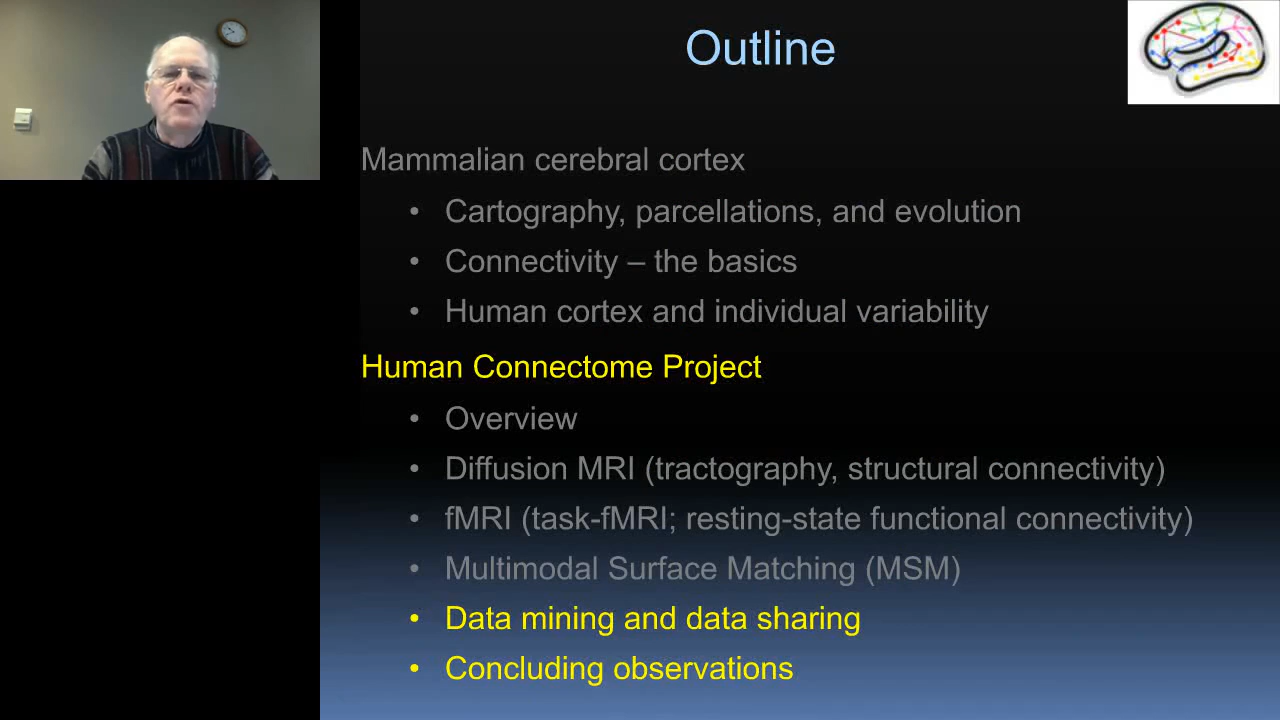 Outline
Mammalian cerebral cortex
• Cartography, parcellations, and evolution
• Connectivity – the basics
• Human cortex and individual variability
Human Connectome Project
• Overview
• Diffusion MRI (tractography, structural connectivity)
• fMRI (task-fMRI; resting-state functional connectivity)
• Multimodal Surface Matching (MSM)
• Data mining and data sharing
• Concluding observations